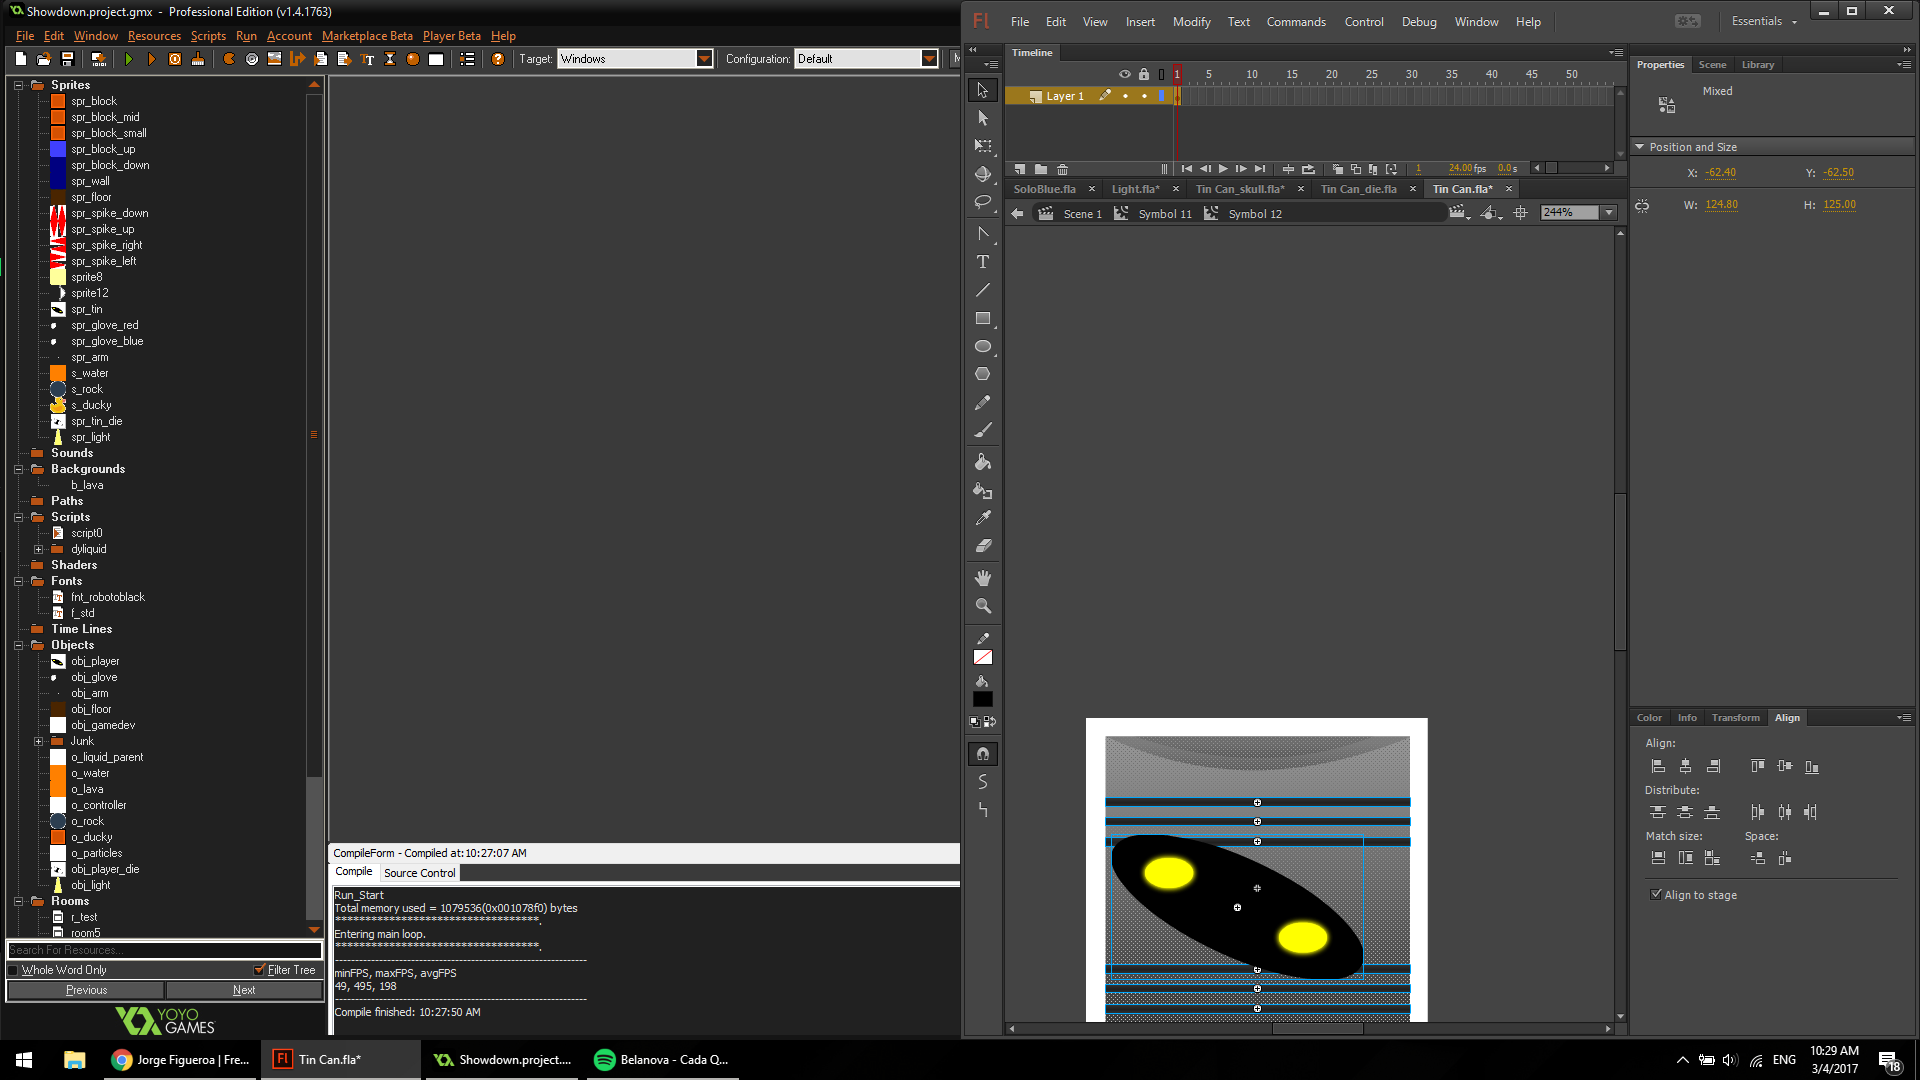 Showdown.project.gmx - Professional Edition (v1.4.1763)
File Edit Window Resources Scripts Run Account Marketplace Beta Player Beta Help
Target: Windows Configuration: Default
Sprites
spr_block
spr_block_mid
spr_block_small
spr_block_up
spr_block_down
spr_wall
spr_floor
spr_spike_down
spr_spike_up
spr_spike_right
spr_spike_left
sprite8
sprite12
spr_tin
spr_glove_red
spr_glove_blue
spr_arm
s_water
s_rock
s_ducky
spr_tin_die
spr_light
Sounds
Backgrounds
b_lava
Paths
Scripts
script0
dyliquid
Shaders
Fonts
fnt_robotoblack
f_std
Time Lines
Objects
obj_player
obj_glove
obj_arm
obj_floor
obj_gamedev
Junk
o_liquid_parent
o_water
o_lava
o_controller
o_rock
o_ducky
o_particles
obj_player_die
obj_light
Rooms
r_test
room5
Search For Resources...
Whole Word Only Filter Tree
Previous Next
YOYO
GAMES
CompileForm - Compiled at:10:27:07 AM
Compile Source Control
Run_Start
Total memory used = 1079536(0x001078f0) bytes
Entering main loop.
minFPS, maxFPS, avgFPS
49, 495, 198
Compile finished: 10:27:50 AM
Fl File Edit View Insert Modify Text Commands Control Debug Window Help Essentials
Timeline
1 5 10 15 20 25 30 35 40 45 50
Layer 1
1 24.00 fps 0.0 s
SoloBlue.fla × Light.fla* × Tin Can_skull.fla* × Tin Can_die.fla × Tin Can.fla* ×
Scene 1 Symbol 11 Symbol 12 244%
Properties Scene Library
Mixed
Position and Size
X: -62.40 Y: -62.50
W: 124.80 H: 125.00
Color Info Transform Align
Align:
Distribute:
Match size: Space:
Align to stage
Jorge Figueroa | Fre...
Fl Tin Can.fla*
Showdown.project....
Belanova - Cada Q...
ENG
10:29 AM
3/4/2017
18